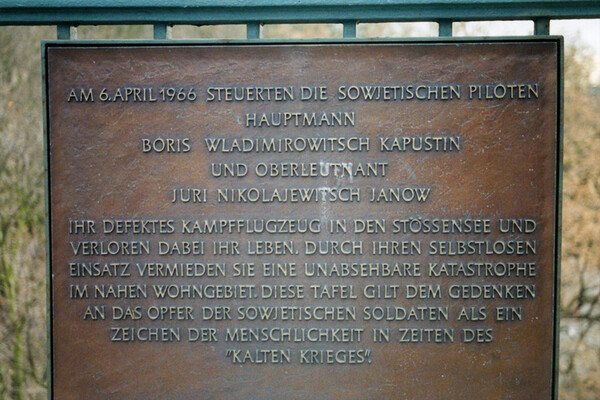 AM 6. APRIL 1966 STEUERTEN DIE SOWJETISCHEN PILOTEN
HAUPTMANN
BORIS WLADIMIROWITSCH KAPUSTIN
UND OBERLEUTNANT
JURI NIKOLAJEWITSCH JANOW
IHR DEFEKTES KAMPFFLUGZEUG IN DEN STÖSSENSEE UND
VERLOREN DABEI IHR LEBEN. DURCH IHREN SELBSTLOSEN
EINSATZ VERMIEDEN SIE EINE UNABSEHBARE KATASTROPHE
IM NAHEN WOHNGEBIET. DIESE TAFEL GILT DEM GEDENKEN
AN DAS OPFER DER SOWJETISCHEN SOLDATEN ALS EIN
ZEICHEN DER MENSCHLICHKEIT IN ZEITEN DES
"KALTEN KRIEGES".